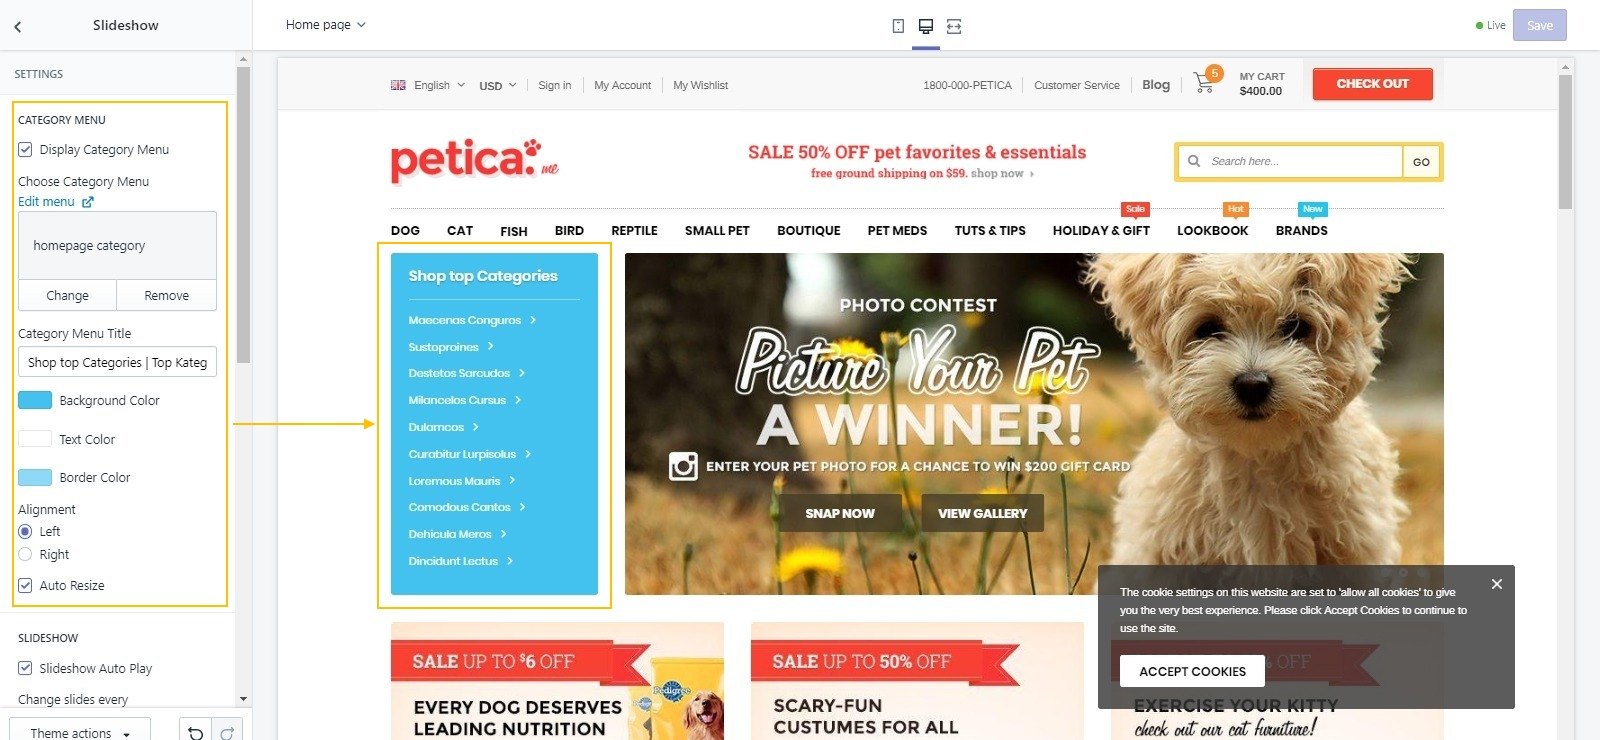 Slideshow
Home page
Live
Save
SETTINGS
CATEGORY MENU
Display Category Menu
Choose Category Menu
Edit menu
homepage category
Change Remove
Category Menu Title
Shop top Categories | Top Kateg
Background Color
Text Color
Border Color
Alignment
Left
Right
Auto Resize
SLIDESHOW
Slideshow Auto Play
Change slides every
Theme actions
English USD Sign in My Account My Wishlist
1800-000-PETICA Customer Service Blog
5
MY CART
$400.00
CHECK OUT
petica.me
SALE 50% OFF pet favorites & essentials
free ground shipping on $59. shop now
Search here... GO
Sale Hot New
DOG CAT FISH BIRD REPTILE SMALL PET BOUTIQUE PET MEDS TUTS & TIPS HOLIDAY & GIFT LOOKBOOK BRANDS
Shop top Categories
Maecenas Conguros
Sustoproines
Destetos Sarcudos
Milancelos Cursus
Dulamcos
Curabitur Lurpisolus
Loremous Mauris
Comodous Cantos
Dehicula Meros
Dincidunt Lectus
PHOTO CONTEST
Picture Your Pet
A WINNER!
ENTER YOUR PET PHOTO FOR A CHANCE TO WIN $200 GIFT CARD
SNAP NOW VIEW GALLERY
The cookie settings on this website are set to 'allow all cookies' to give
you the very best experience. Please click Accept Cookies to continue to
use the site.
ACCEPT COOKIES
SALE UP TO $6 OFF
EVERY DOG DESERVES
LEADING NUTRITION
Pedigree
SALE UP TO 50% OFF
SCARY-FUN
CUSTUMES FOR ALL
% OFF
EXERCISE YOUR KITTY
check out our cat furniture!